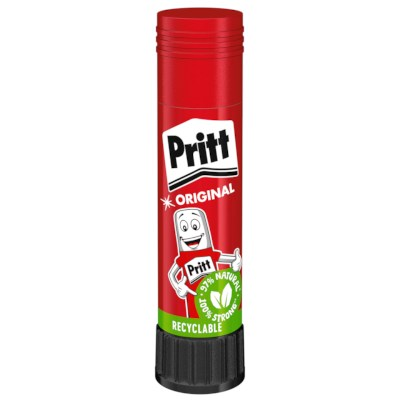 Pritt
ORIGINAL
Pritt
97% NATURAL*
100% STRONG
RECYCLABLE